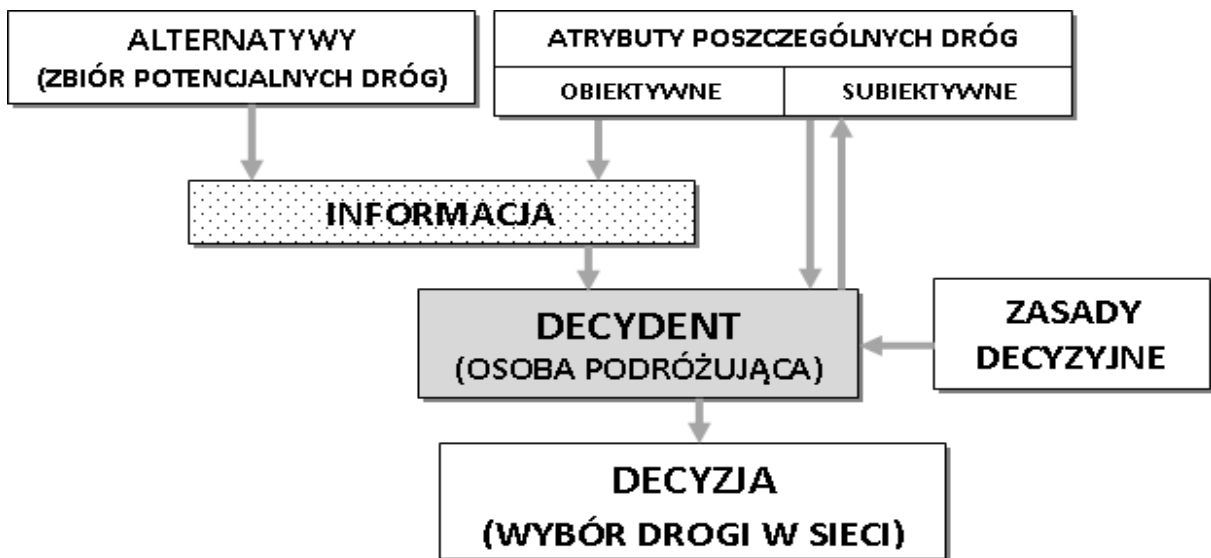 ALTERNATYWY
(ZBIÓR POTENCJALNYCH DRÓG)
ATRYBUTY POSZCZEGÓLNYCH DRÓG
OBIEKTYWNE
SUBIEKTYWNE
INFORMACJA
DECYDENT
(OSOBA PODRÓŻUJĄCA)
ZASADY
DECYZYJNE
DECYZJA
(WYBÓR DROGI W SIECI)